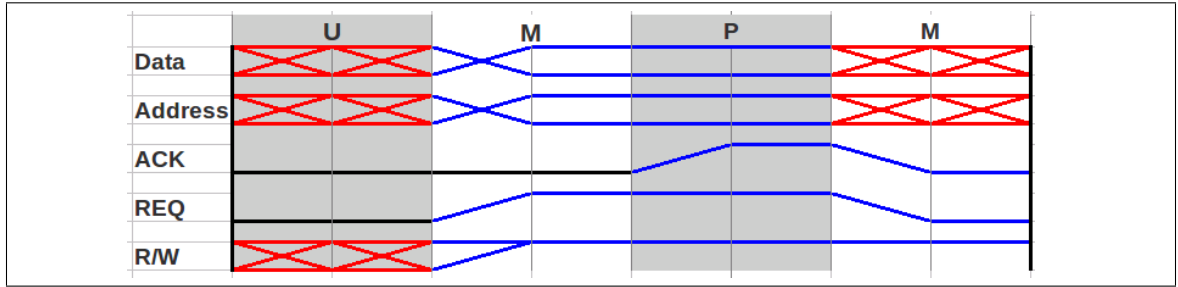 U M P M
Data
Address
ACK
REQ
R/W